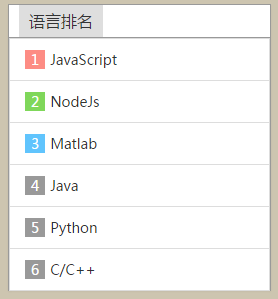 语言排名
1 JavaScript
2 NodeJs
3 Matlab
4 Java
5 Python
6 C/C++